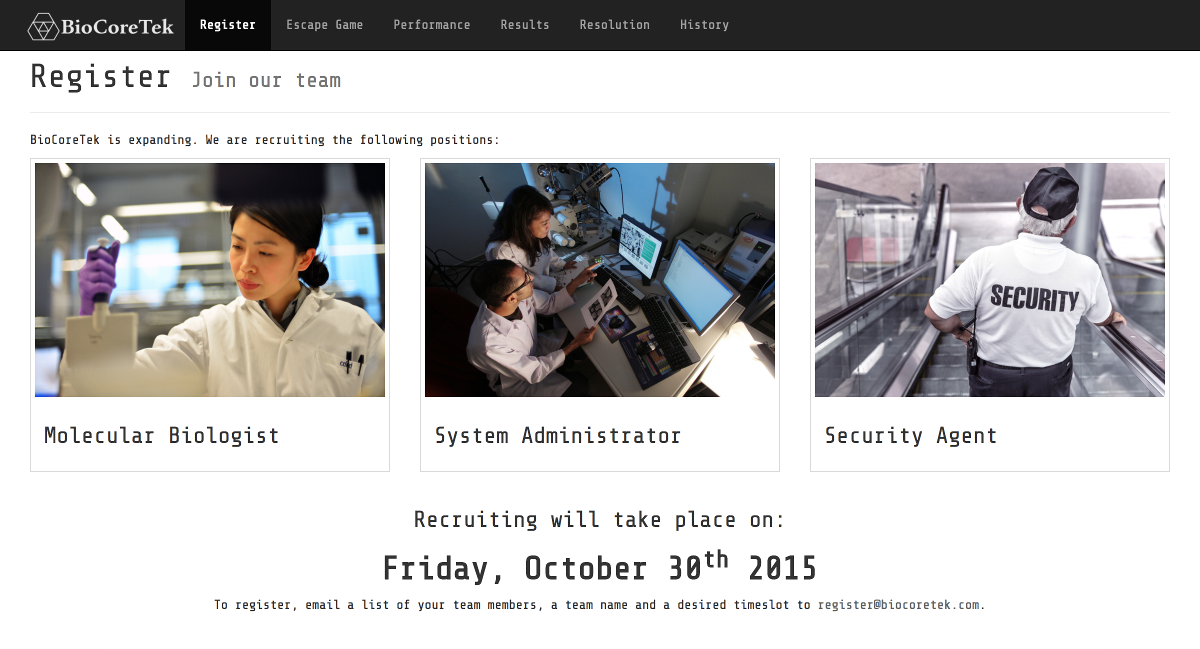 BioCoreTek Register Escape Game Performance Results Resolution History
Register Join our team
BioCoreTek is expanding. We are recruiting the following positions:
SECURITY
Molecular Biologist
System Administrator
Security Agent
Recruiting will take place on:
Friday, October 30th 2015
To register, email a list of your team members, a team name and a desired timeslot to register@biocoretek.com.